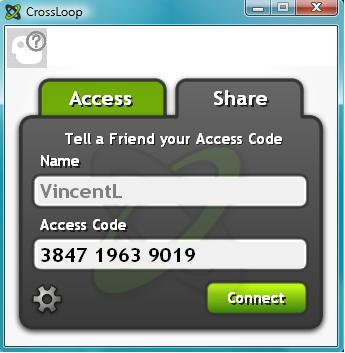 CrossLoop
?
Access Share
Tell a Friend your Access Code
Name
VincentL
Access Code
3847 1963 9019
Connect